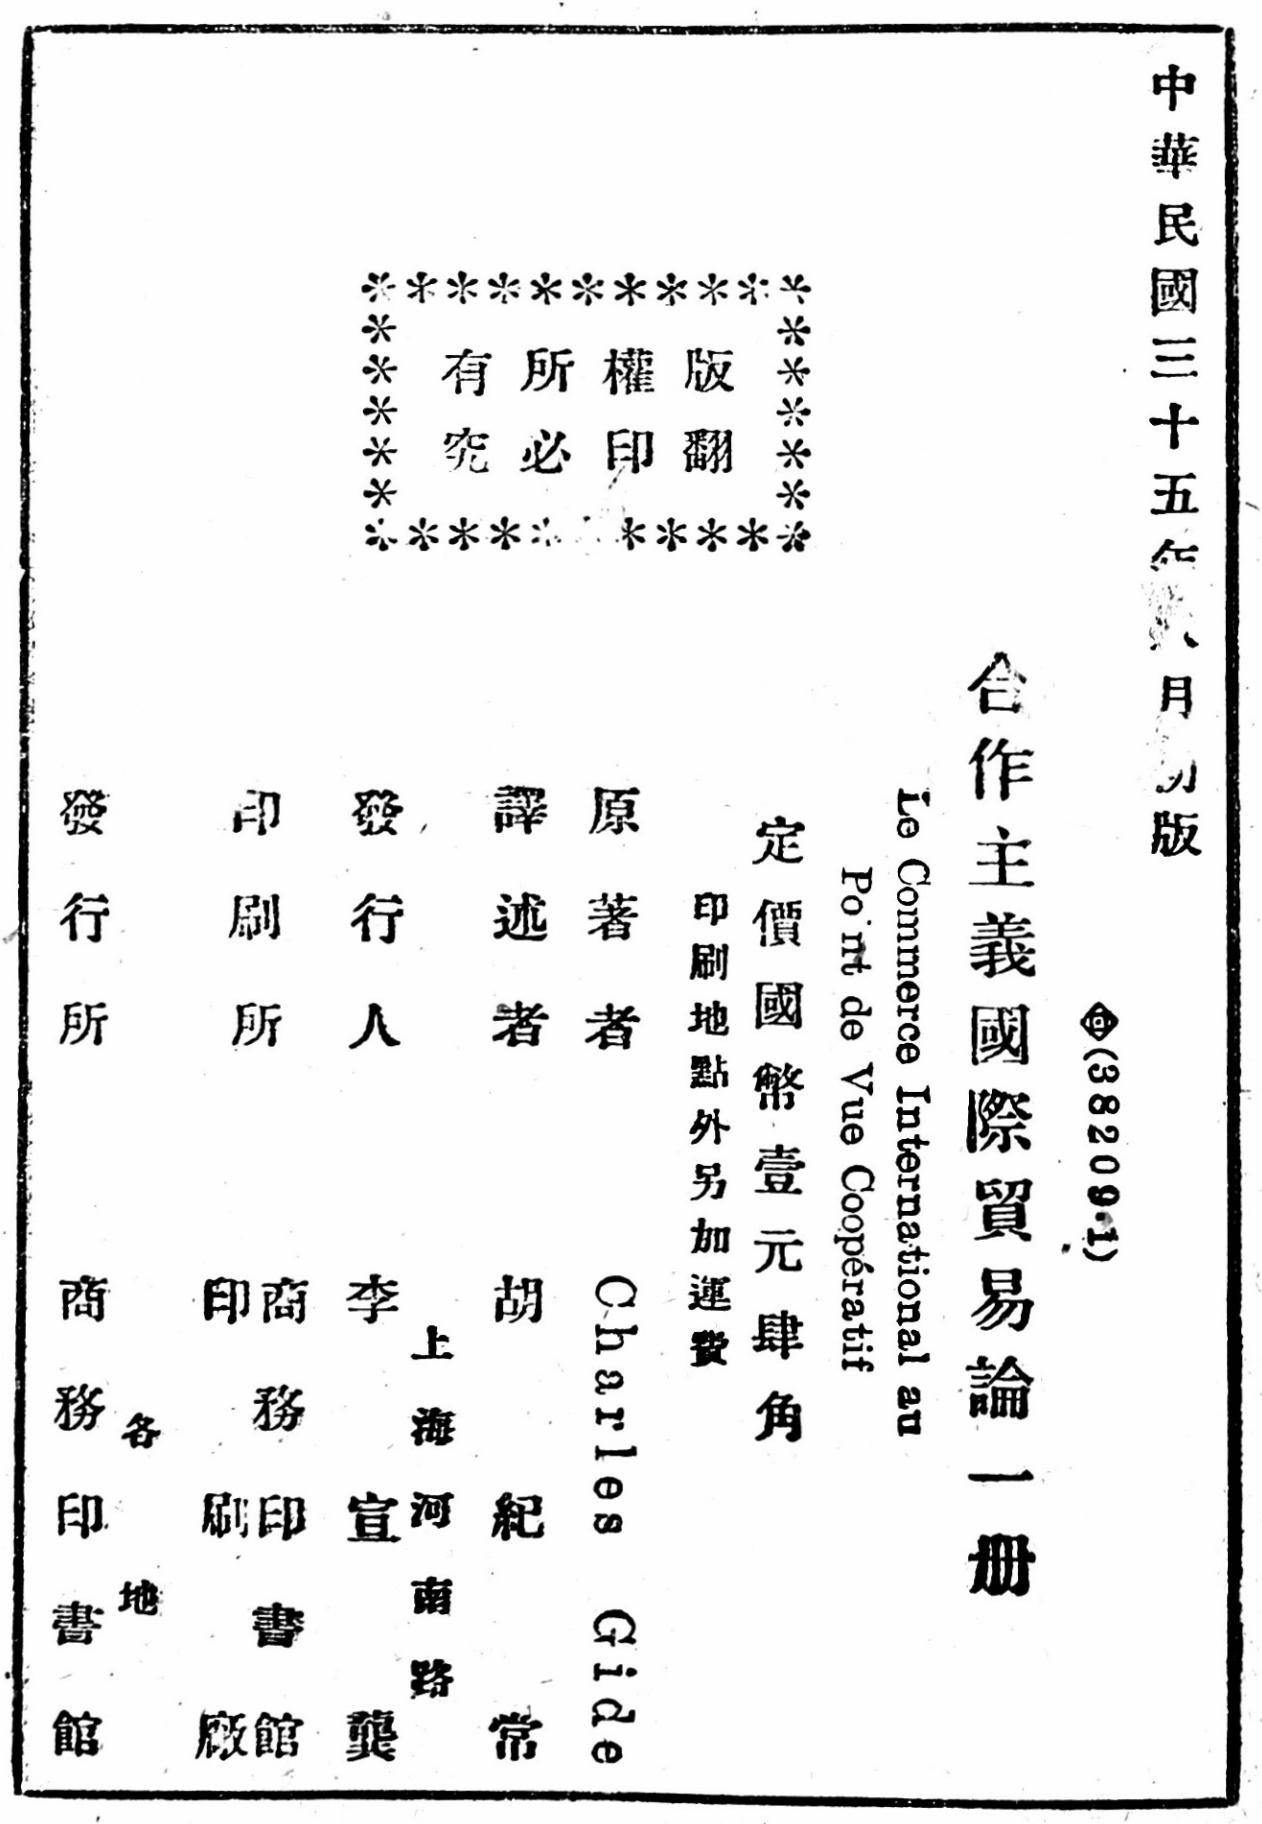 中華民國三十五年八月初版
㊥(38209·1)
合作主義國際貿易論一册
Le Commerce International au
Point de Vue Coopératif
定價國幣壹元肆角
印刷地點外另加運費
版權所有
翻印必究
原著者 Charles Gide
譯述者 胡紀常
上海河南路
發行人 李宣龔
印刷所 商務印書館
印刷廠
各地
發行所 商務印書館